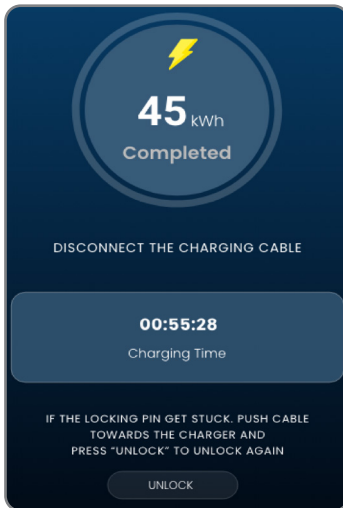 45 kWh
Completed
DISCONNECT THE CHARGING CABLE
00:55:28
Charging Time
IF THE LOCKING PIN GET STUCK. PUSH CABLE
TOWARDS THE CHARGER AND
PRESS “UNLOCK” TO UNLOCK AGAIN
UNLOCK